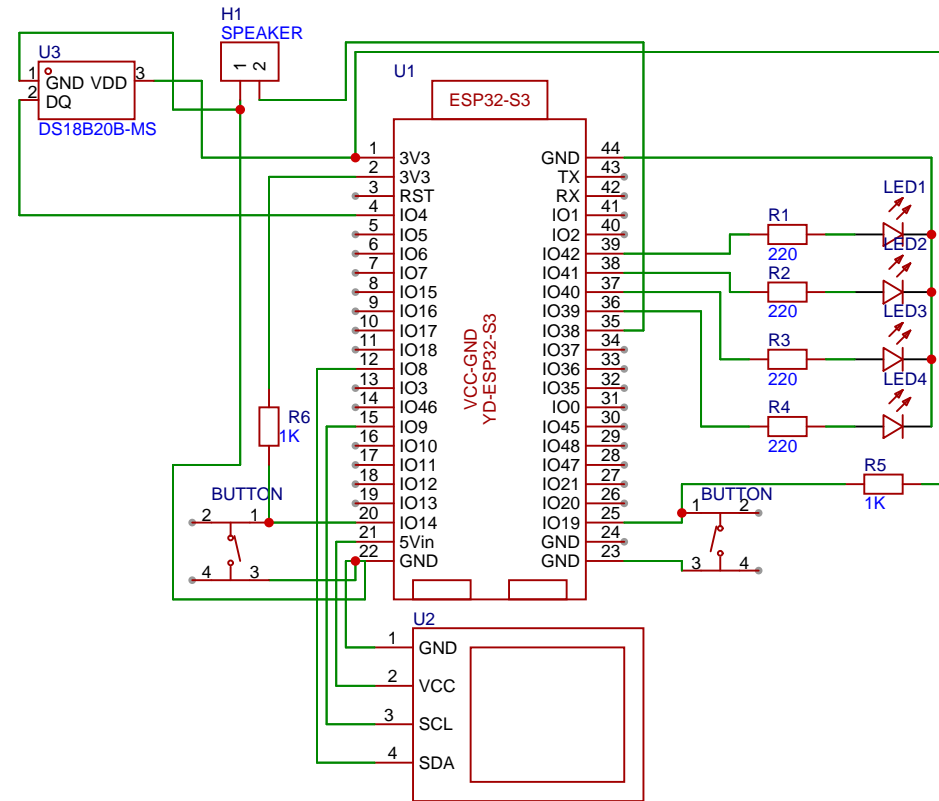 H1
SPEAKER
1 2
U3
1 GND VDD 3
2 DQ
DS18B20B-MS
U1
ESP32-S3
VCC-GND
YD-ESP32-S3
1 3V3
2 3V3
3 RST
4 IO4
5 IO5
6 IO6
7 IO7
8 IO15
9 IO16
10 IO17
11 IO18
12 IO8
13 IO3
14 IO46
15 IO9
16 IO10
17 IO11
18 IO12
19 IO13
20 IO14
21 5Vin
22 GND
GND 44
TX 43
RX 42
IO1 41
IO2 40
IO42 39
IO41 38
IO40 37
IO39 36
IO38 35
IO37 34
IO36 33
IO35 32
IO0 31
IO45 30
IO48 29
IO47 28
IO21 27
IO20 26
IO19 25
GND 24
GND 23
LED1
R1
220
LED2
R2
220
LED3
R3
220
LED4
R4
220
R5
1K
R6
1K
BUTTON
2 1
4 3
BUTTON
1 2
3 4
U2
1 GND
2 VCC
3 SCL
4 SDA